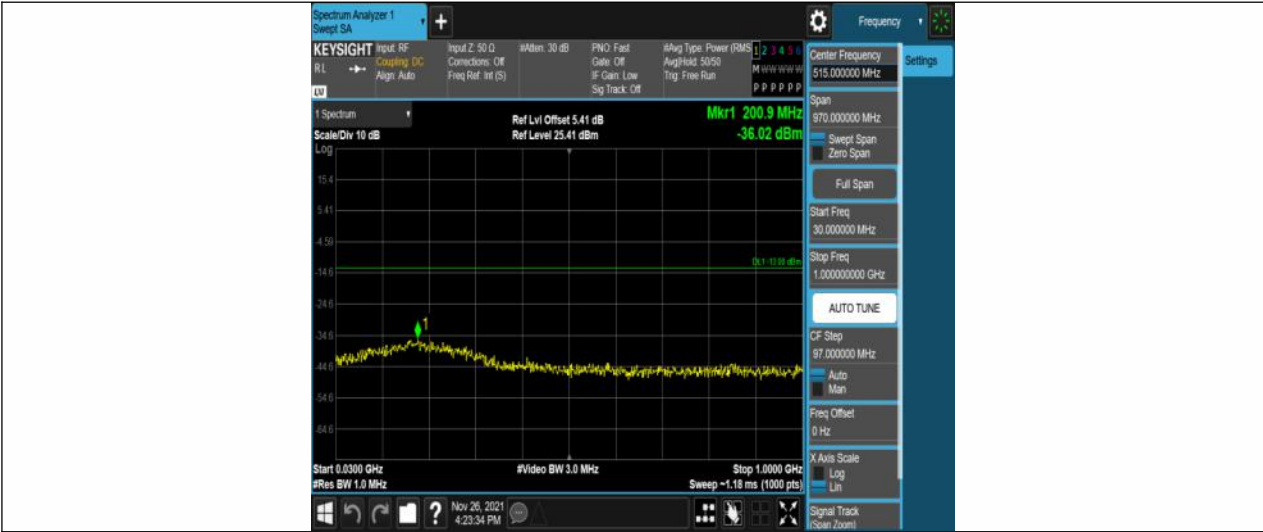 Spectrum Analyzer 1
Swept SA
+
Frequency
KEYSIGHT
RL
LW
Input: RF
Coupling: DC
Align: Auto
Input Z: 50 Ω
Corrections: Off
Freq Ref: Int (S)
#Atten: 30 dB
PNO: Fast
Gate: Off
IF Gain: Low
Sig Track: Off
#Avg Type: Power (RMS
Avg|Hold: 50/50
Trig: Free Run
1 2 3 4 5 6
M W W W W W
P P P P P P
1 Spectrum
Scale/Div 10 dB
Log
Ref Lvl Offset 5.41 dB
Ref Level 25.41 dBm
Mkr1 200.9 MHz
-36.02 dBm
15.4
5.41
-4.59
DL1 -13.00 dBm
-14.6
-24.6
1
-34.6
-44.6
-54.6
-64.6
Start 0.0300 GHz
#Res BW 1.0 MHz
#Video BW 3.0 MHz
Stop 1.0000 GHz
Sweep ~1.18 ms (1000 pts)
?
Nov 26, 2021
4:23:34 PM
Center Frequency
515.000000 MHz
Settings
Span
970.000000 MHz
Swept Span
Zero Span
Full Span
Start Freq
30.000000 MHz
Stop Freq
1.000000000 GHz
AUTO TUNE
CF Step
97.000000 MHz
Auto
Man
Freq Offset
0 Hz
X Axis Scale
Log
Lin
Signal Track
(Span Zoom)